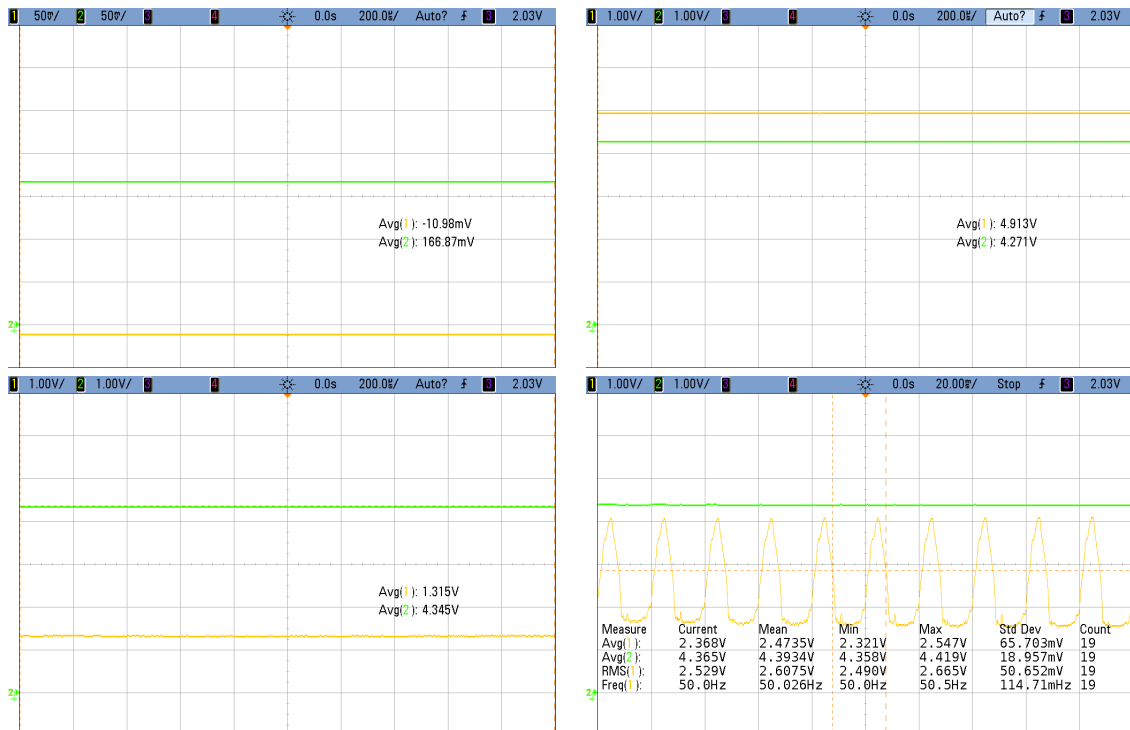 1 50mV/ 2 50mV/ 3 4 0.0s 200.0µs/ Auto? 3 2.03V
Avg(1): -10.98mV
Avg(2): 166.87mV
2
1 1.00V/ 2 1.00V/ 3 4 0.0s 200.0µs/ Auto? 3 2.03V
Avg(1): 4.913V
Avg(2): 4.271V
2
1 1.00V/ 2 1.00V/ 3 4 0.0s 200.0µs/ Auto? 3 2.03V
Avg(1): 1.315V
Avg(2): 4.345V
2
1 1.00V/ 2 1.00V/ 3 4 0.0s 20.00ms/ Stop 3 2.03V
Measure Current Mean Min Max Std Dev Count
Avg(1): 2.368V 2.4735V 2.321V 2.547V 65.703mV 19
Avg(2): 4.365V 4.3934V 4.358V 4.419V 18.957mV 19
RMS(1): 2.529V 2.6075V 2.490V 2.665V 50.652mV 19
Freq(1): 50.0Hz 50.026Hz 50.0Hz 50.5Hz 114.71mHz 19
2